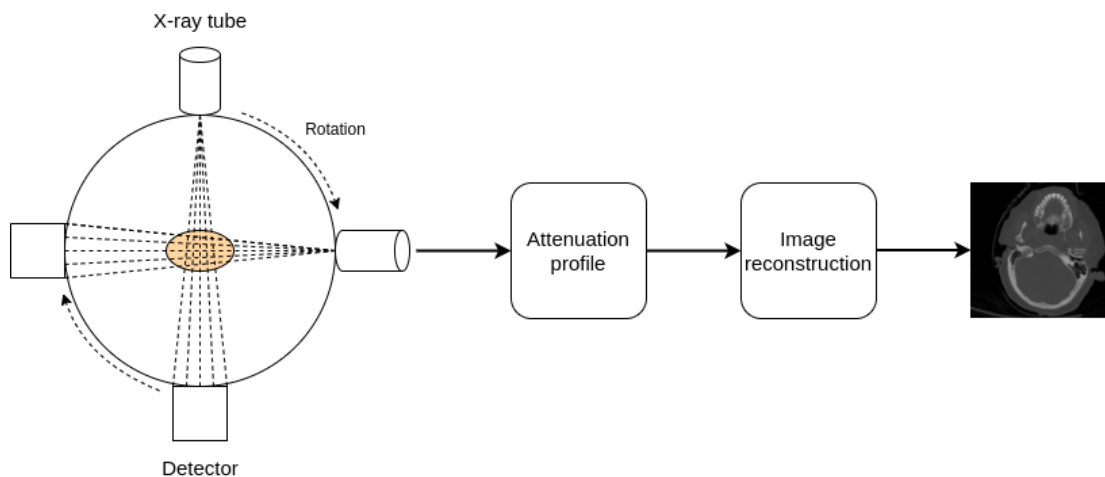 X-ray tube
Rotation
Attenuation
profile
Image
reconstruction
Detector